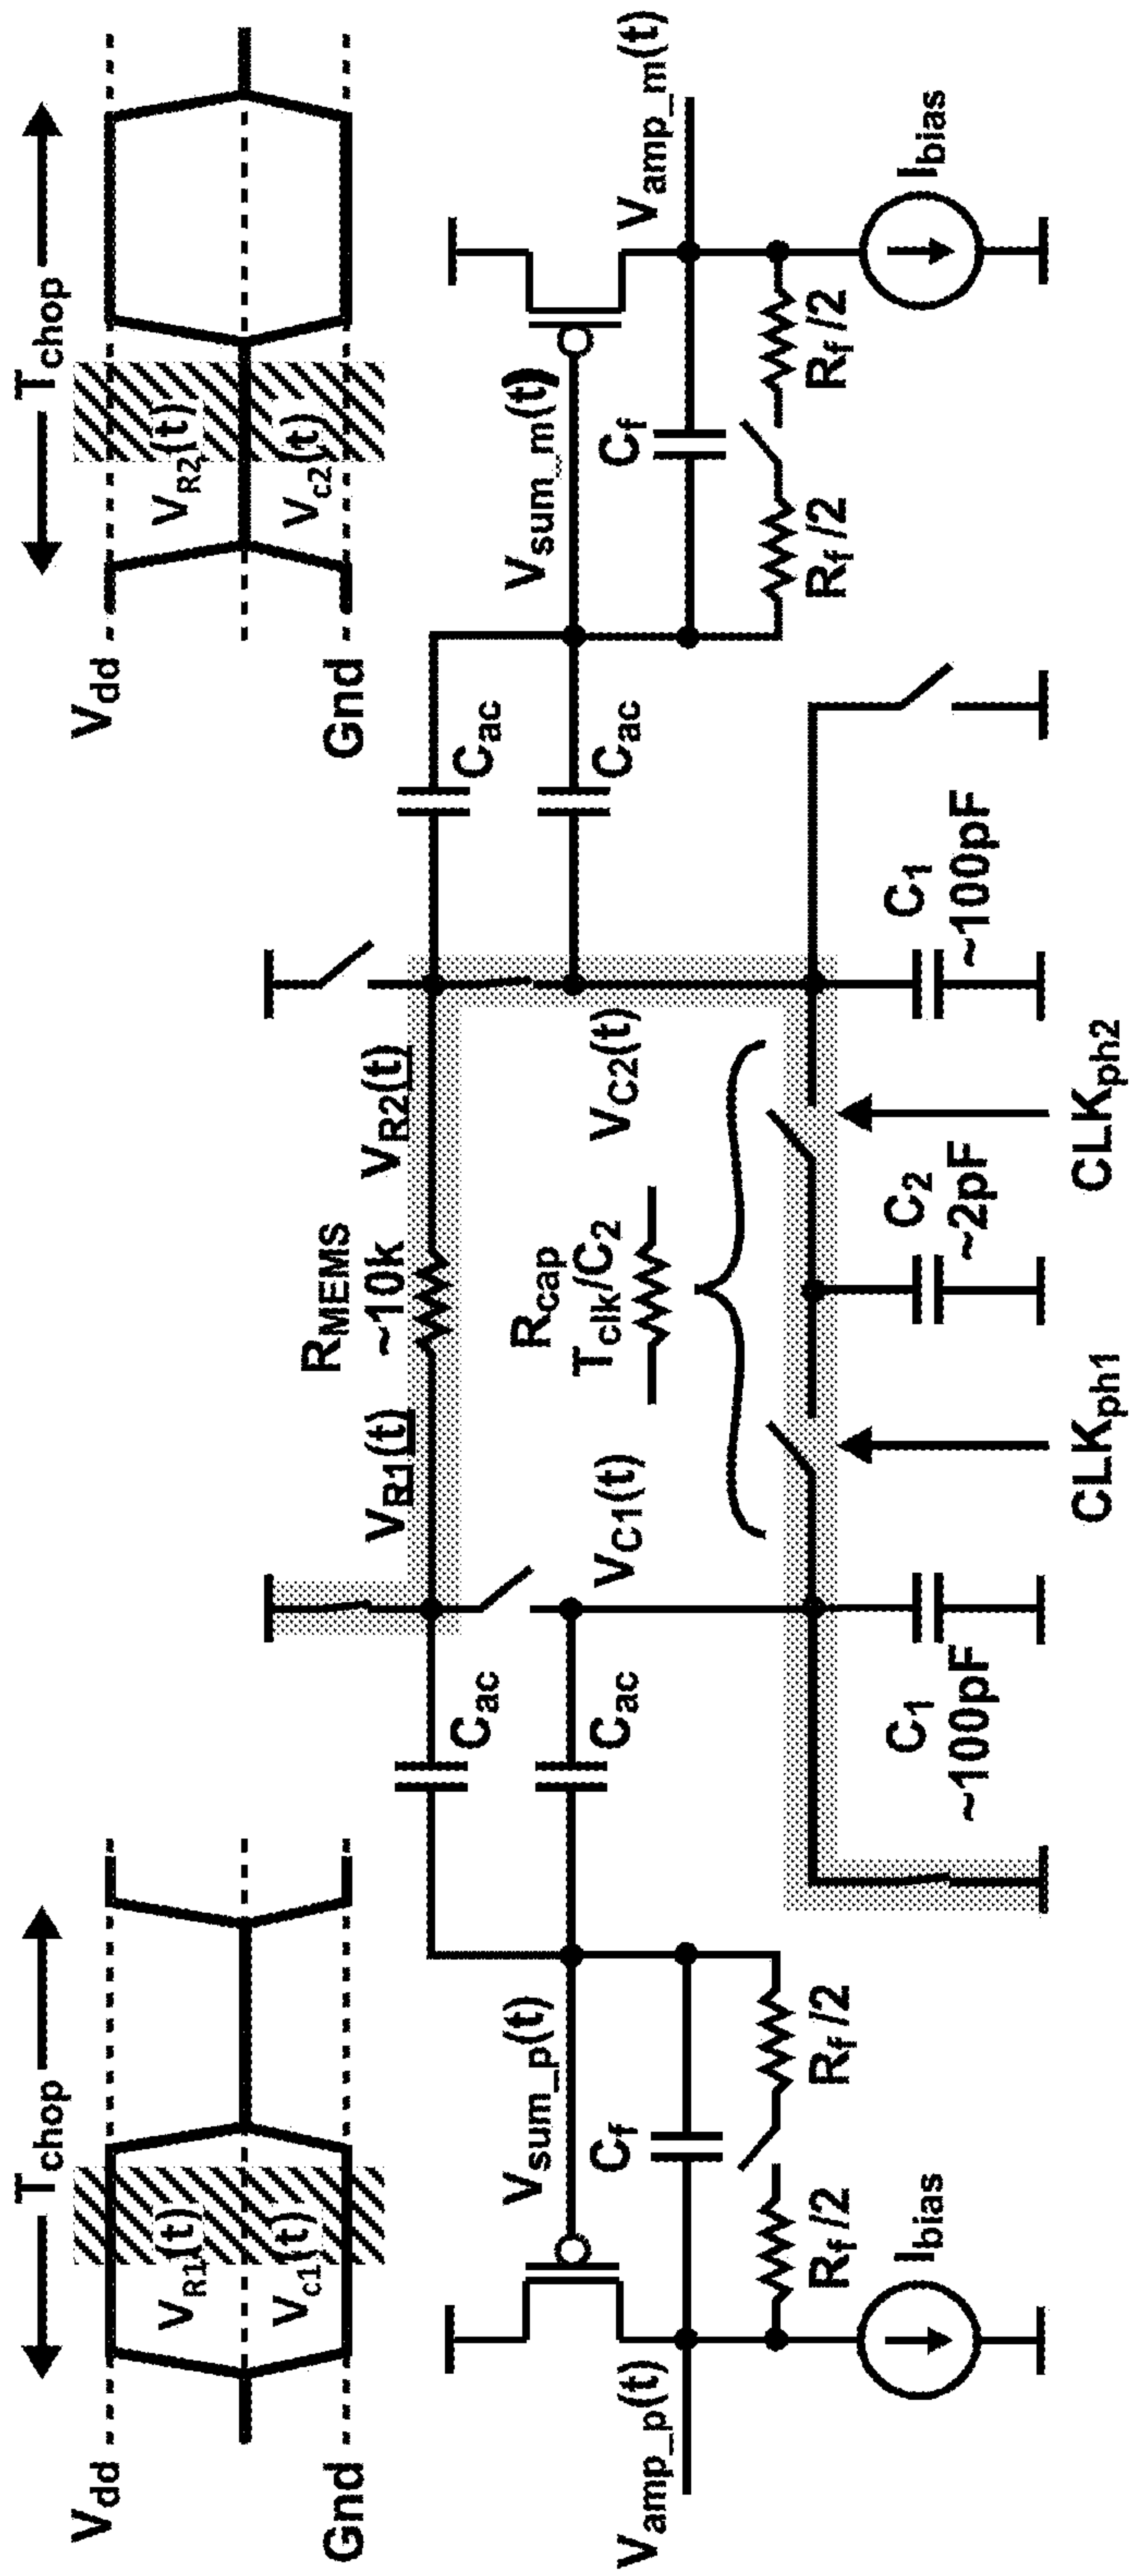 T_chop
V_dd
V_R1(t)
V_C1(t)
Gnd
T_chop
V_dd
V_R2(t)
V_C2(t)
Gnd
V_amp_p(t)
V_sum_p(t)
C_f
R_f/2
R_f/2
I_bias
C_ac
C_ac
V_R1(t)
R_MEMS
~10k
V_R2(t)
V_C1(t)
R_cap
T_clk/C_2
V_C2(t)
C_1
~100pF
C_2
~2pF
C_1
~100pF
CLK_ph1
CLK_ph2
C_ac
C_ac
V_sum_m(t)
V_amp_m(t)
C_f
R_f/2
R_f/2
I_bias